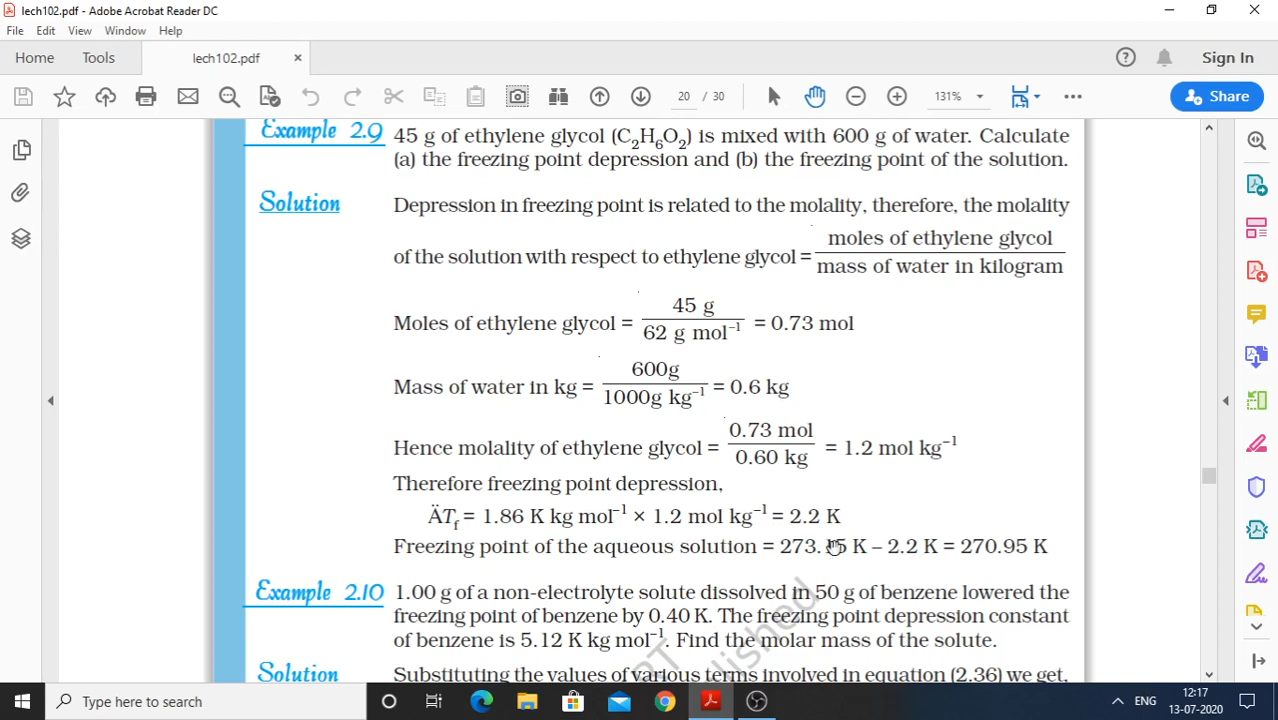 lech102.pdf - Adobe Acrobat Reader DC
File Edit View Window Help
Home Tools lech102.pdf × Sign In
20 / 30 131% Share
Example 2.9 45 g of ethylene glycol (C₂H₆O₂) is mixed with 600 g of water. Calculate
(a) the freezing point depression and (b) the freezing point of the solution.
Solution Depression in freezing point is related to the molality, therefore, the molality
of the solution with respect to ethylene glycol = moles of ethylene glycol / mass of water in kilogram
Moles of ethylene glycol = 45 g / 62 g mol⁻¹ = 0.73 mol
Mass of water in kg = 600g / 1000g kg⁻¹ = 0.6 kg
Hence molality of ethylene glycol = 0.73 mol / 0.60 kg = 1.2 mol kg⁻¹
Therefore freezing point depression,
ÄT_f = 1.86 K kg mol⁻¹ × 1.2 mol kg⁻¹ = 2.2 K
Freezing point of the aqueous solution = 273.15 K – 2.2 K = 270.95 K
Example 2.10 1.00 g of a non-electrolyte solute dissolved in 50 g of benzene lowered the
freezing point of benzene by 0.40 K. The freezing point depression constant
of benzene is 5.12 K kg mol⁻¹. Find the molar mass of the solute.
Solution Substituting the values of various terms involved in equation (2.36) we get,
Type here to search
ENG
12:17
13-07-2020